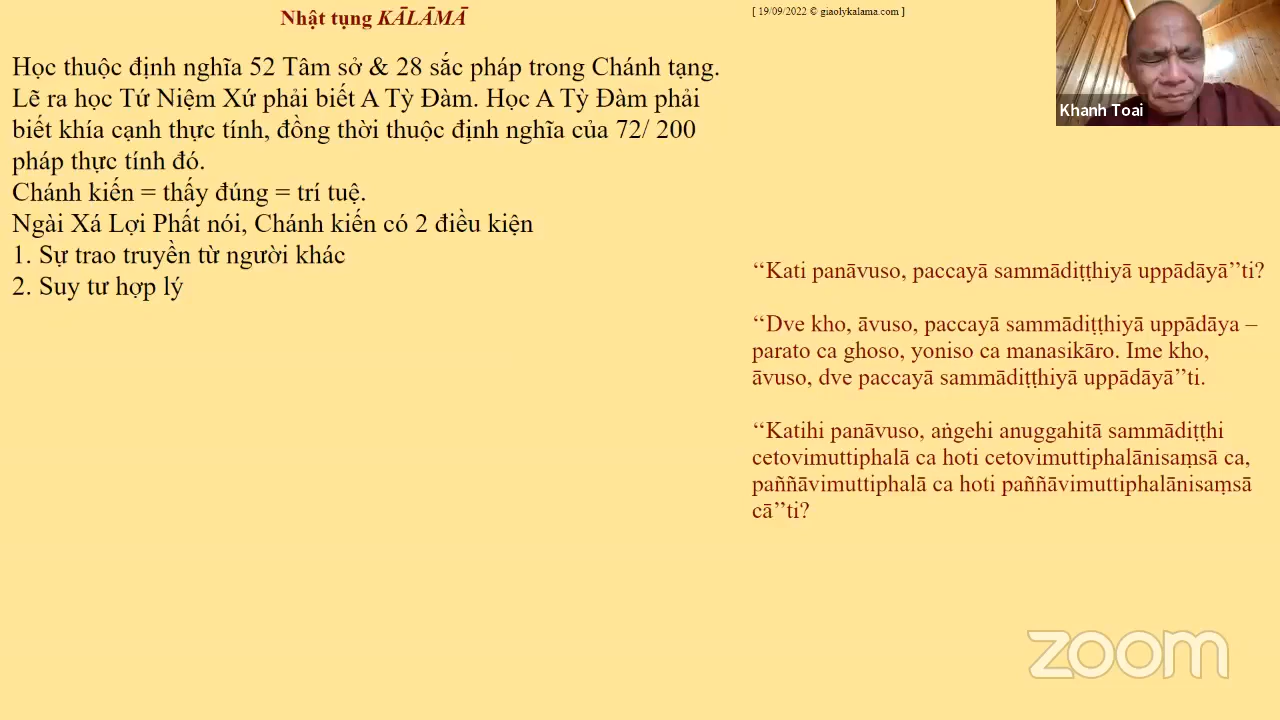 Nhật tụng KĀLĀMĀ
[ 19/09/2022 © giaolykalama.com ]
Học thuộc định nghĩa 52 Tâm sở & 28 sắc pháp trong Chánh tạng.
Lẽ ra học Tứ Niệm Xứ phải biết A Tỳ Đàm. Học A Tỳ Đàm phải
biết khía cạnh thực tính, đồng thời thuộc định nghĩa của 72/ 200
pháp thực tính đó.
Chánh kiến = thấy đúng = trí tuệ.
Ngài Xá Lợi Phất nói, Chánh kiến có 2 điều kiện
1. Sự trao truyền từ người khác
2. Suy tư hợp lý
‘‘Kati panāvuso, paccayā sammādiṭṭhiyā uppādāyā’’ti?
‘‘Dve kho, āvuso, paccayā sammādiṭṭhiyā uppādāya –
parato ca ghoso, yoniso ca manasikāro. Ime kho,
āvuso, dve paccayā sammādiṭṭhiyā uppādāyā’’ti.
‘‘Katihi panāvuso, aṅgehi anuggahitā sammādiṭṭhi
cetovimuttiphalā ca hoti cetovimuttiphalānisaṃsā ca,
paññāvimuttiphalā ca hoti paññāvimuttiphalānisaṃsā
cā’’ti?
Khanh Toai
zoom